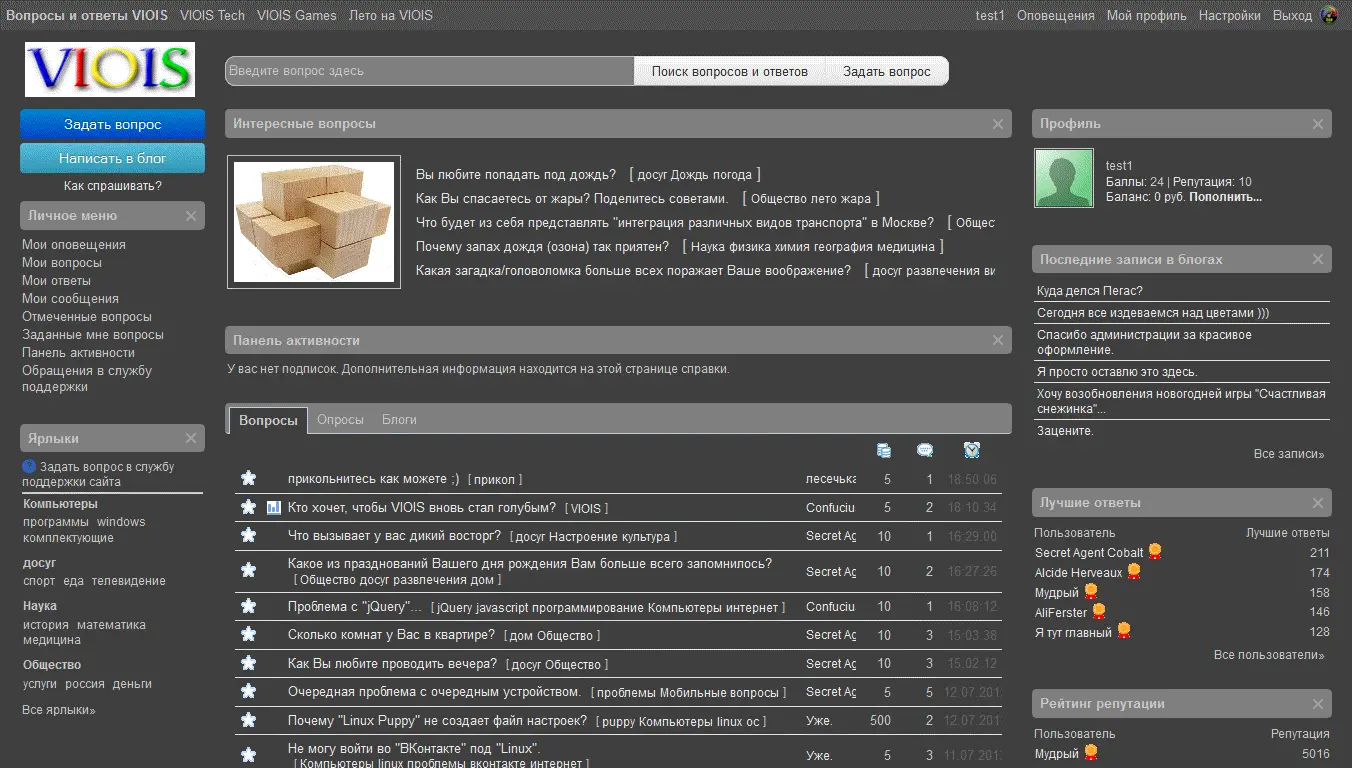 Вопросы и ответы VIOIS VIOIS Tech VIOIS Games Лето на VIOIS
test1 Оповещения Мой профиль Настройки Выход
VIOIS
Введите вопрос здесь
Поиск вопросов и ответов
Задать вопрос
Задать вопрос
Написать в блог
Как спрашивать?
Личное меню
Мои оповещения
Мои вопросы
Мои ответы
Мои сообщения
Отмеченные вопросы
Заданные мне вопросы
Панель активности
Обращения в службу
поддержки
Ярлыки
Задать вопрос в службу
поддержки сайта
Компьютеры
программы windows
комплектующие
досуг
спорт еда телевидение
Наука
история математика
медицина
Общество
услуги россия деньги
Все ярлыки»
Интересные вопросы
Вы любите попадать под дождь? [ досуг Дождь погода ]
Как Вы спасаетесь от жары? Поделитесь советами. [ Общество лето жара ]
Что будет из себя представлять "интеграция различных видов транспорта" в Москве? [ Общест
Почему запах дождя (озона) так приятен? [ Наука физика химия география медицина ]
Какая загадка/головоломка больше всех поражает Ваше воображение? [ досуг развлечения ви
Панель активности
У вас нет подписок. Дополнительная информация находится на этой странице справки.
Вопросы Опросы Блоги
прикольнитесь как можете ;) [ прикол ] лесечька 5 1 18:50.06
Кто хочет, чтобы VIOIS вновь стал голубым? [ VIOIS ] Confuciu 5 2 18:10.34
Что вызывает у вас дикий восторг? [ досуг Настроение культура ] Secret Ag 10 1 16:29.00
Какое из празднований Вашего дня рождения Вам больше всего запомнилось?
[ Общество досуг развлечения дом ] Secret Ag 10 2 16:27:26
Проблема с "jQuery"... [ jQuery javascript программирование Компьютеры интернет ] Confuciu 10 1 16:08:12
Сколько комнат у Вас в квартире? [ дом Общество ] Secret Ag 10 3 15:03.38
Как Вы любите проводить вечера? [ досуг Общество ] Secret Ag 10 3 15.02.12
Очередная проблема с очередным устройством. [ проблемы Мобильные вопросы ] Secret Ag 5 5 12.07.201
Почему "Linux Puppy" не создает файл настроек? [ puppy Компьютеры linux ос ] Уже. 500 2 12.07.201
Не могу войти во "ВКонтакте" под "Linux".
[ Компьютеры linux проблемы вконтакте интернет ] Уже. 5 3 11.07.201
Профиль
test1
Баллы: 24 | Репутация: 10
Баланс: 0 руб. Пополнить...
Последние записи в блогах
Куда делся Пегас?
Сегодня все издеваемся над цветами )))
Спасибо администрации за красивое
оформление.
Я просто оставлю это здесь.
Хочу возобновления новогодней игры "Счастливая
снежинка"...
Зацените.
Все записи»
Лучшие ответы
Пользователь Лучшие ответы
Secret Agent Cobalt 211
Alcide Herveaux 174
Мудрый 158
AliFerster 146
Я тут главный 128
Все пользователи»
Рейтинг репутации
Пользователь Репутация
Мудрый 5016